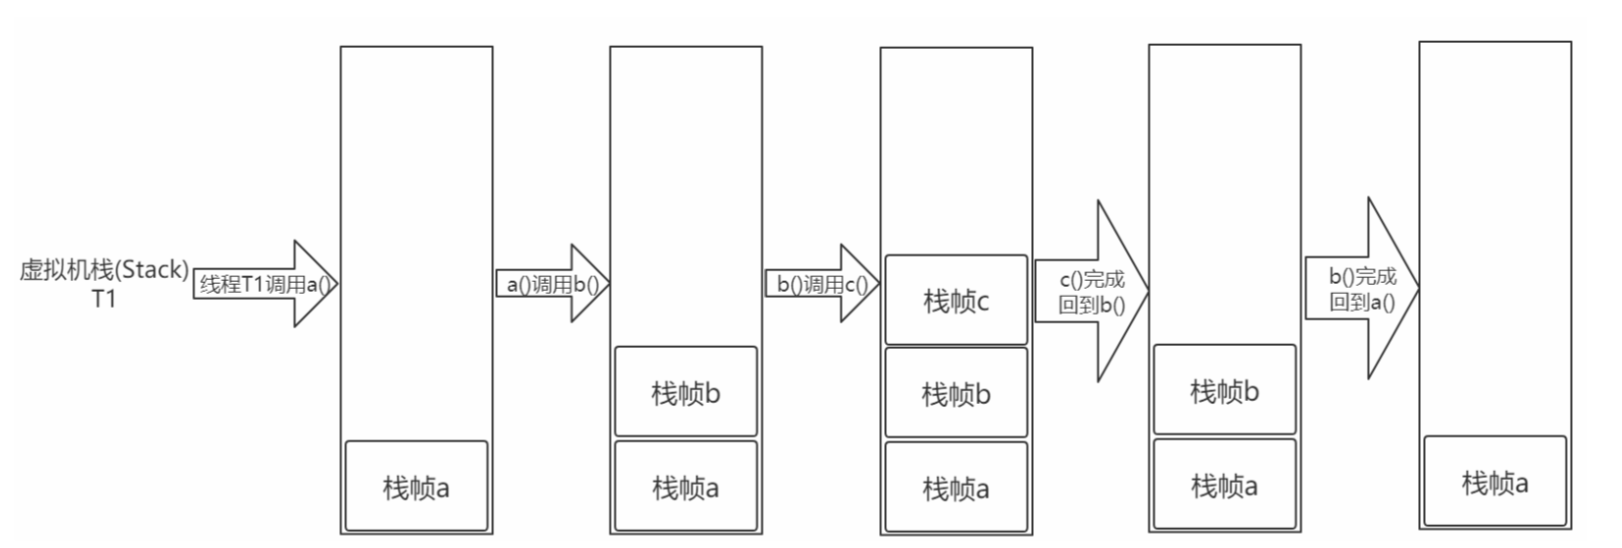 虚拟机栈(Stack)
T1
线程T1调用a()
栈帧a
a()调用b()
栈帧b
栈帧a
b()调用c()
栈帧c
栈帧b
栈帧a
c()完成
回到b()
栈帧b
栈帧a
b()完成
回到a()
栈帧a